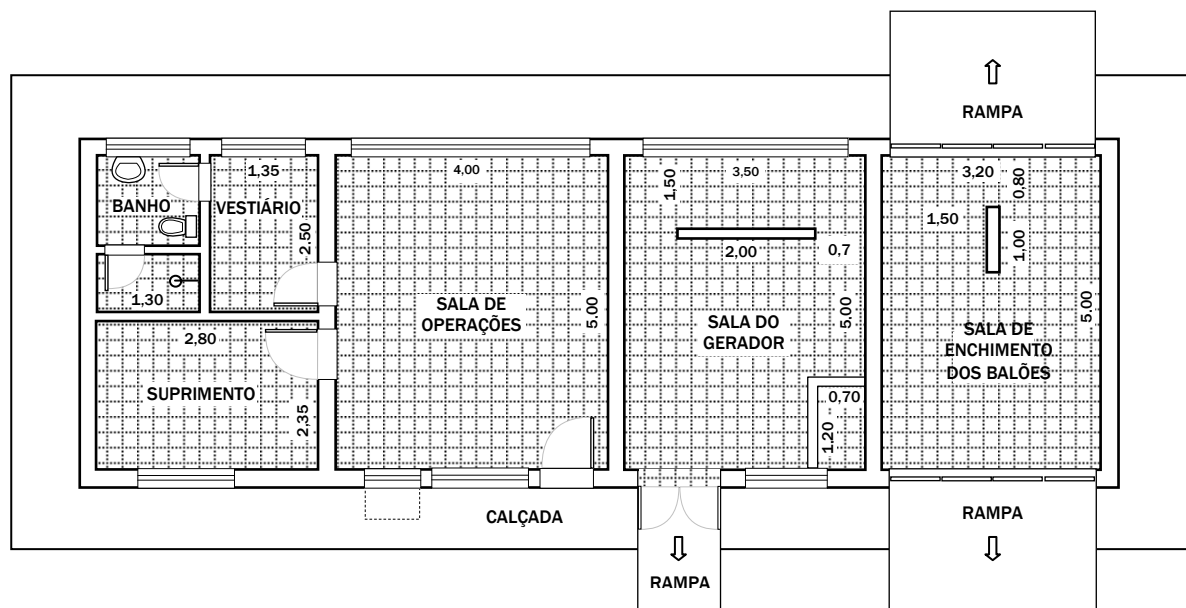 RAMPA
1,35
4,00
3,50
3,20
0,80
1,50
1,50
BANHO
VESTIÁRIO
2.50
2,00
0,7
1,00
1,30
SALA DE
OPERAÇÕES
5.00
SALA DO
GERADOR
5,00
SALA DE
ENCHIMENTO
DOS BALÕES
5.00
2,80
SUPRIMENTO
2,35
0,70
1.20
CALÇADA
RAMPA
RAMPA